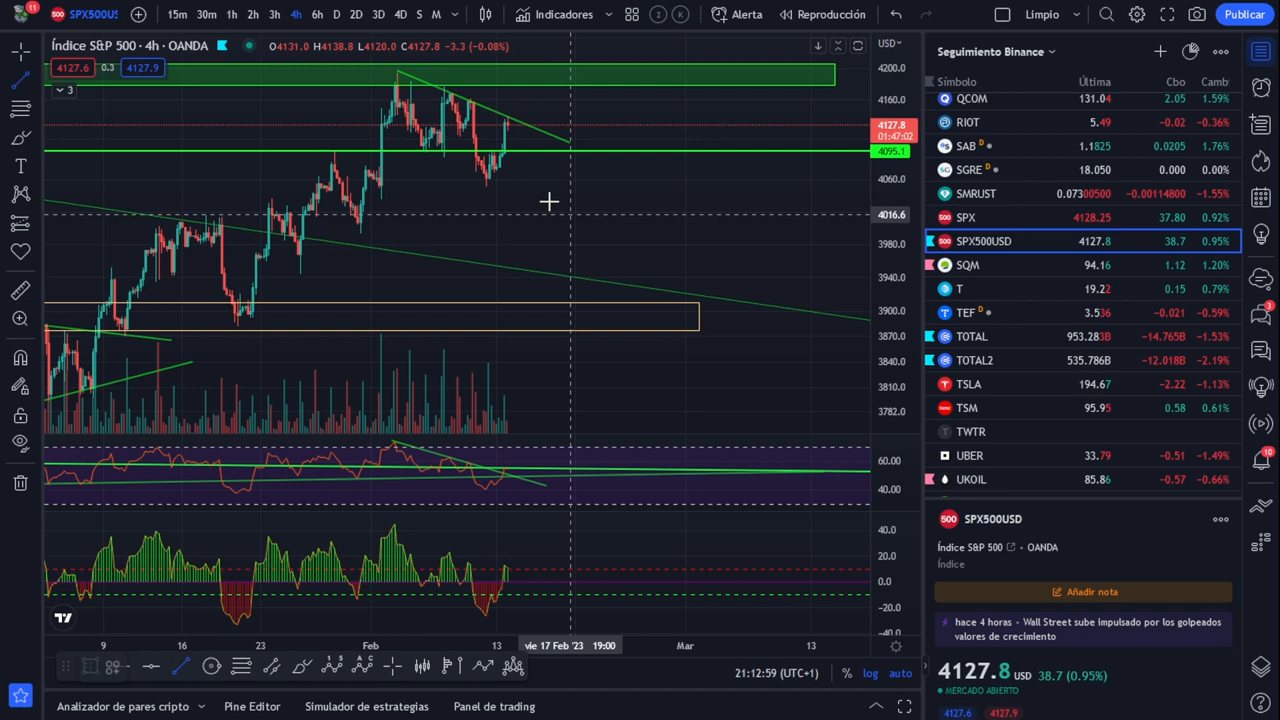 11
500 SPX500US
15m 30m 1h 2h 3h 4h 6h D 2D 3D 4D S M
Indicadores
2 K
Alerta
Reproducción
Limpio
Publicar
Índice S&P 500 · 4h · OANDA
O4131.0 H4138.8 L4120.0 C4127.8 −3.3 (−0.08%)
4127.6 0.3 4127.9
3
USD
4200.0
4160.0
4127.8
01:47:02
4095.1
4060.0
4016.6
3980.0
3940.0
3900.0
3870.0
3840.0
3810.0
3782.0
60.00
40.00
40.0
20.0
0.0
−20.0
−40.0
9 16 23 Feb 13 vie 17 Feb '23 19:00 Mar 13
21:12:59 (UTC+1) % log auto
Analizador de pares cripto Pine Editor Simulador de estrategias Panel de trading
Seguimiento Binance
Símbolo Última Cbo Camb
QCOM 131.04 2.05 1.59%
RIOT 5.49 −0.02 −0.36%
SAB D 1.1825 0.0205 1.76%
SGRE D 18.050 0.000 0.00%
SMRUST 0.07300500 −0.00114800 −1.55%
500 SPX 4128.25 37.80 0.92%
500 SPX500USD 4127.8 38.7 0.95%
SQM 94.16 1.12 1.20%
T 19.22 0.15 0.79%
TEF D 3.536 −0.021 −0.59%
TOTAL 953.283B −14.765B −1.53%
TOTAL2 535.786B −12.018B −2.19%
TSLA 194.67 −2.22 −1.13%
TSM 95.95 0.58 0.61%
TWTR
UBER 33.79 −0.51 −1.49%
UKOIL 85.86 −0.57 −0.66%
500 SPX500USD
Índice S&P 500 · OANDA
Índice
Añadir nota
hace 4 horas · Wall Street sube impulsado por los golpeados
valores de crecimiento
4127.8 USD 38.7 (0.95%)
MERCADO ABIERTO
4127.6 4127.9
3
10